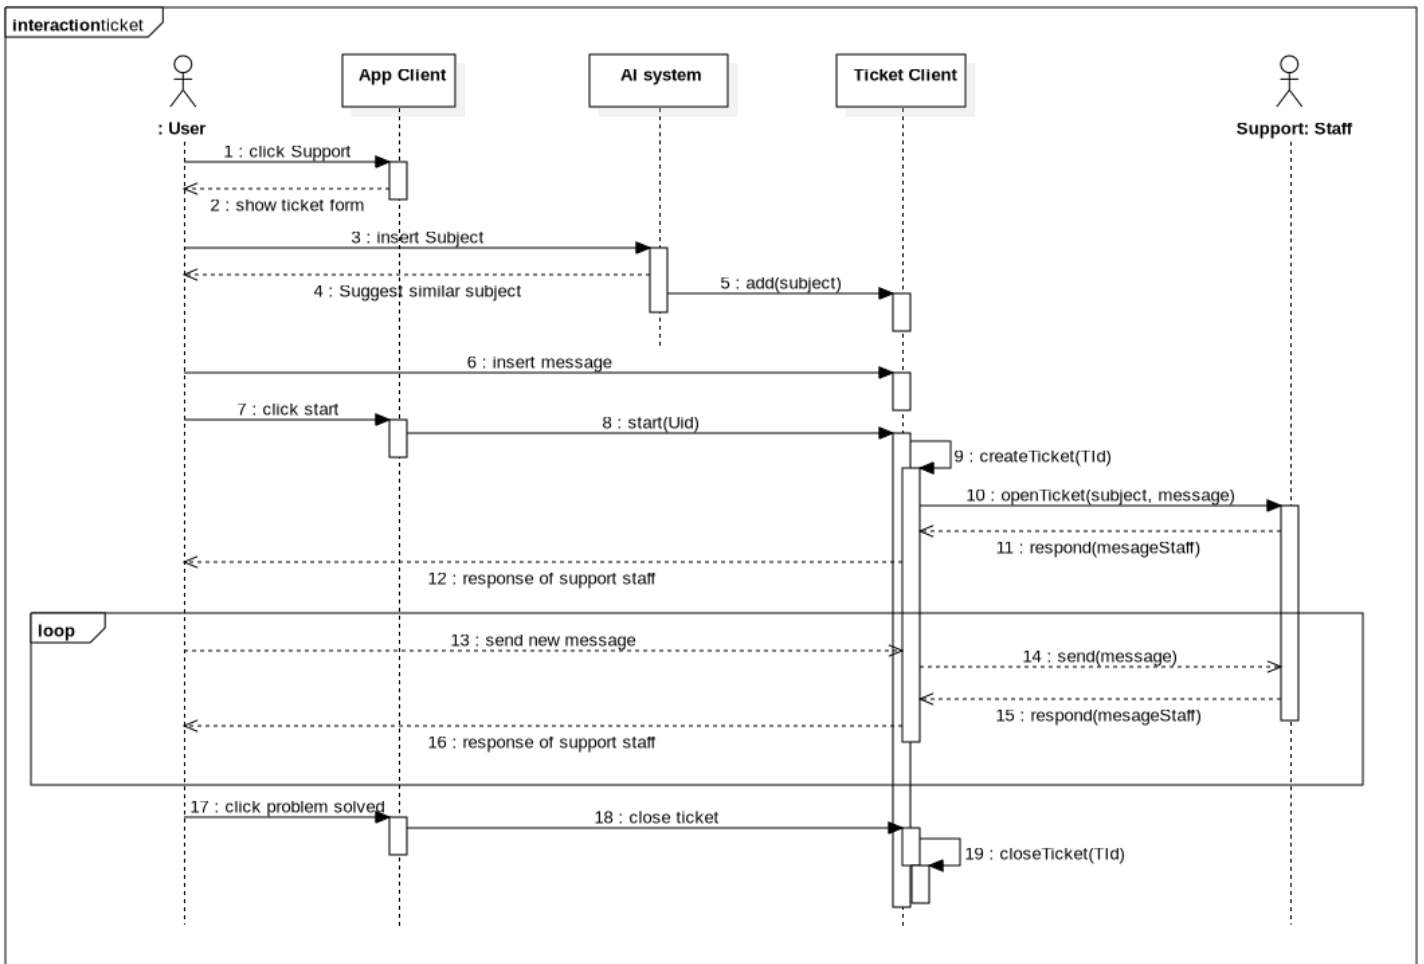 interactionticket
App Client
AI system
Ticket Client
: User
Support: Staff
1 : click Support
2 : show ticket form
3 : insert Subject
4 : Suggest similar subject
5 : add(subject)
6 : insert message
7 : click start
8 : start(Uid)
9 : createTicket(TId)
10 : openTicket(subject, message)
11 : respond(mesageStaff)
12 : response of support staff
loop
13 : send new message
14 : send(message)
15 : respond(mesageStaff)
16 : response of support staff
17 : click problem solved
18 : close ticket
19 : closeTicket(TId)